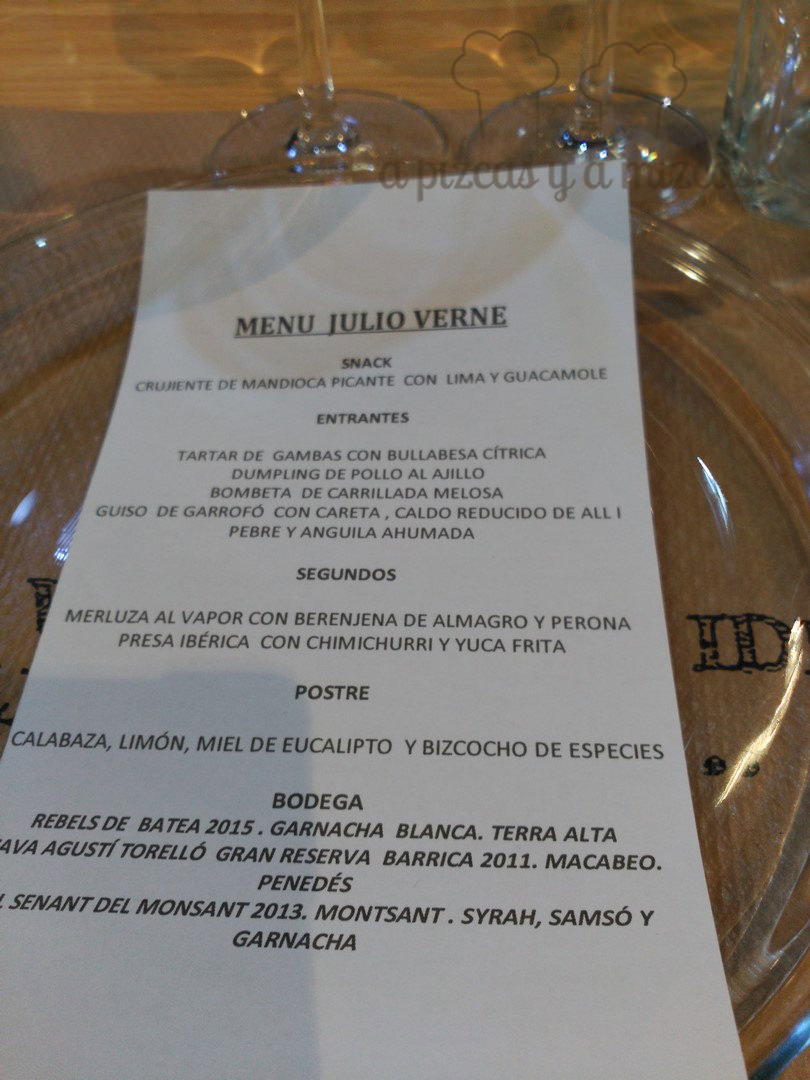 a pizcas y a mizcas
MENU JULIO VERNE
SNACK
CRUJIENTE DE MANDIOCA PICANTE CON LIMA Y GUACAMOLE
ENTRANTES
TARTAR DE GAMBAS CON BULLABESA CÍTRICA
DUMPLING DE POLLO AL AJILLO
BOMBETA DE CARRILLADA MELOSA
GUISO DE GARROFÓ CON CARETA , CALDO REDUCIDO DE ALL I
PEBRE Y ANGUILA AHUMADA
SEGUNDOS
MERLUZA AL VAPOR CON BERENJENA DE ALMAGRO Y PERONA
PRESA IBÉRICA CON CHIMICHURRI Y YUCA FRITA
POSTRE
CALABAZA, LIMÓN, MIEL DE EUCALIPTO Y BIZCOCHO DE ESPECIES
BODEGA
REBELS DE BATEA 2015 . GARNACHA BLANCA. TERRA ALTA
AVA AGUSTÍ TORELLÓ GRAN RESERVA BARRICA 2011. MACABEO.
PENEDÉS
L SENANT DEL MONSANT 2013. MONTSANT . SYRAH, SAMSÓ Y
GARNACHA